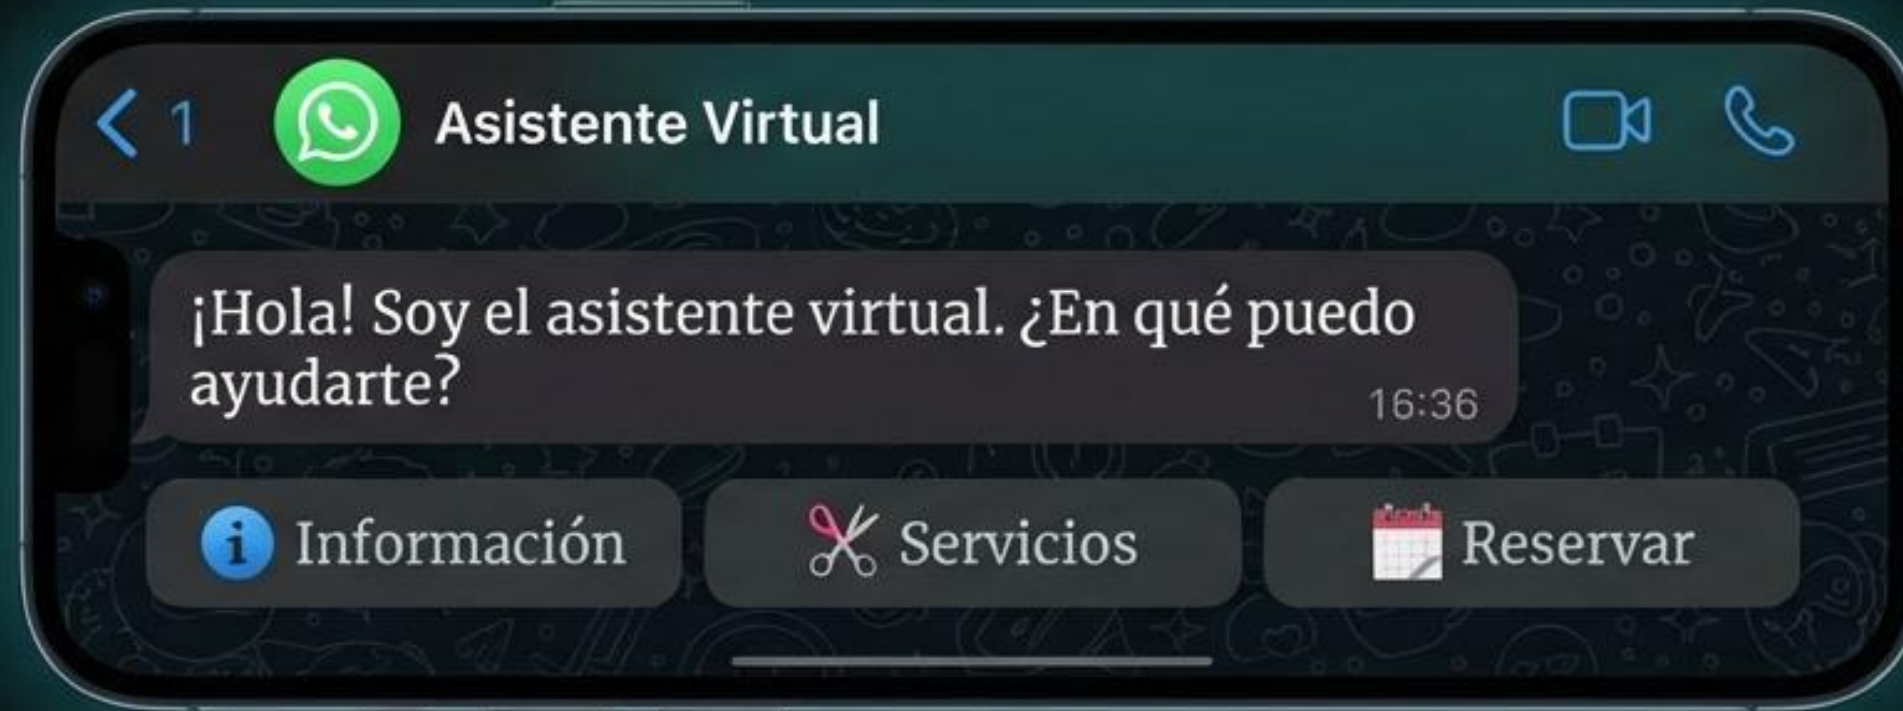 1 Asistente Virtual
¡Hola! Soy el asistente virtual. ¿En qué puedo
ayudarte?
16:36
Información Servicios Reservar